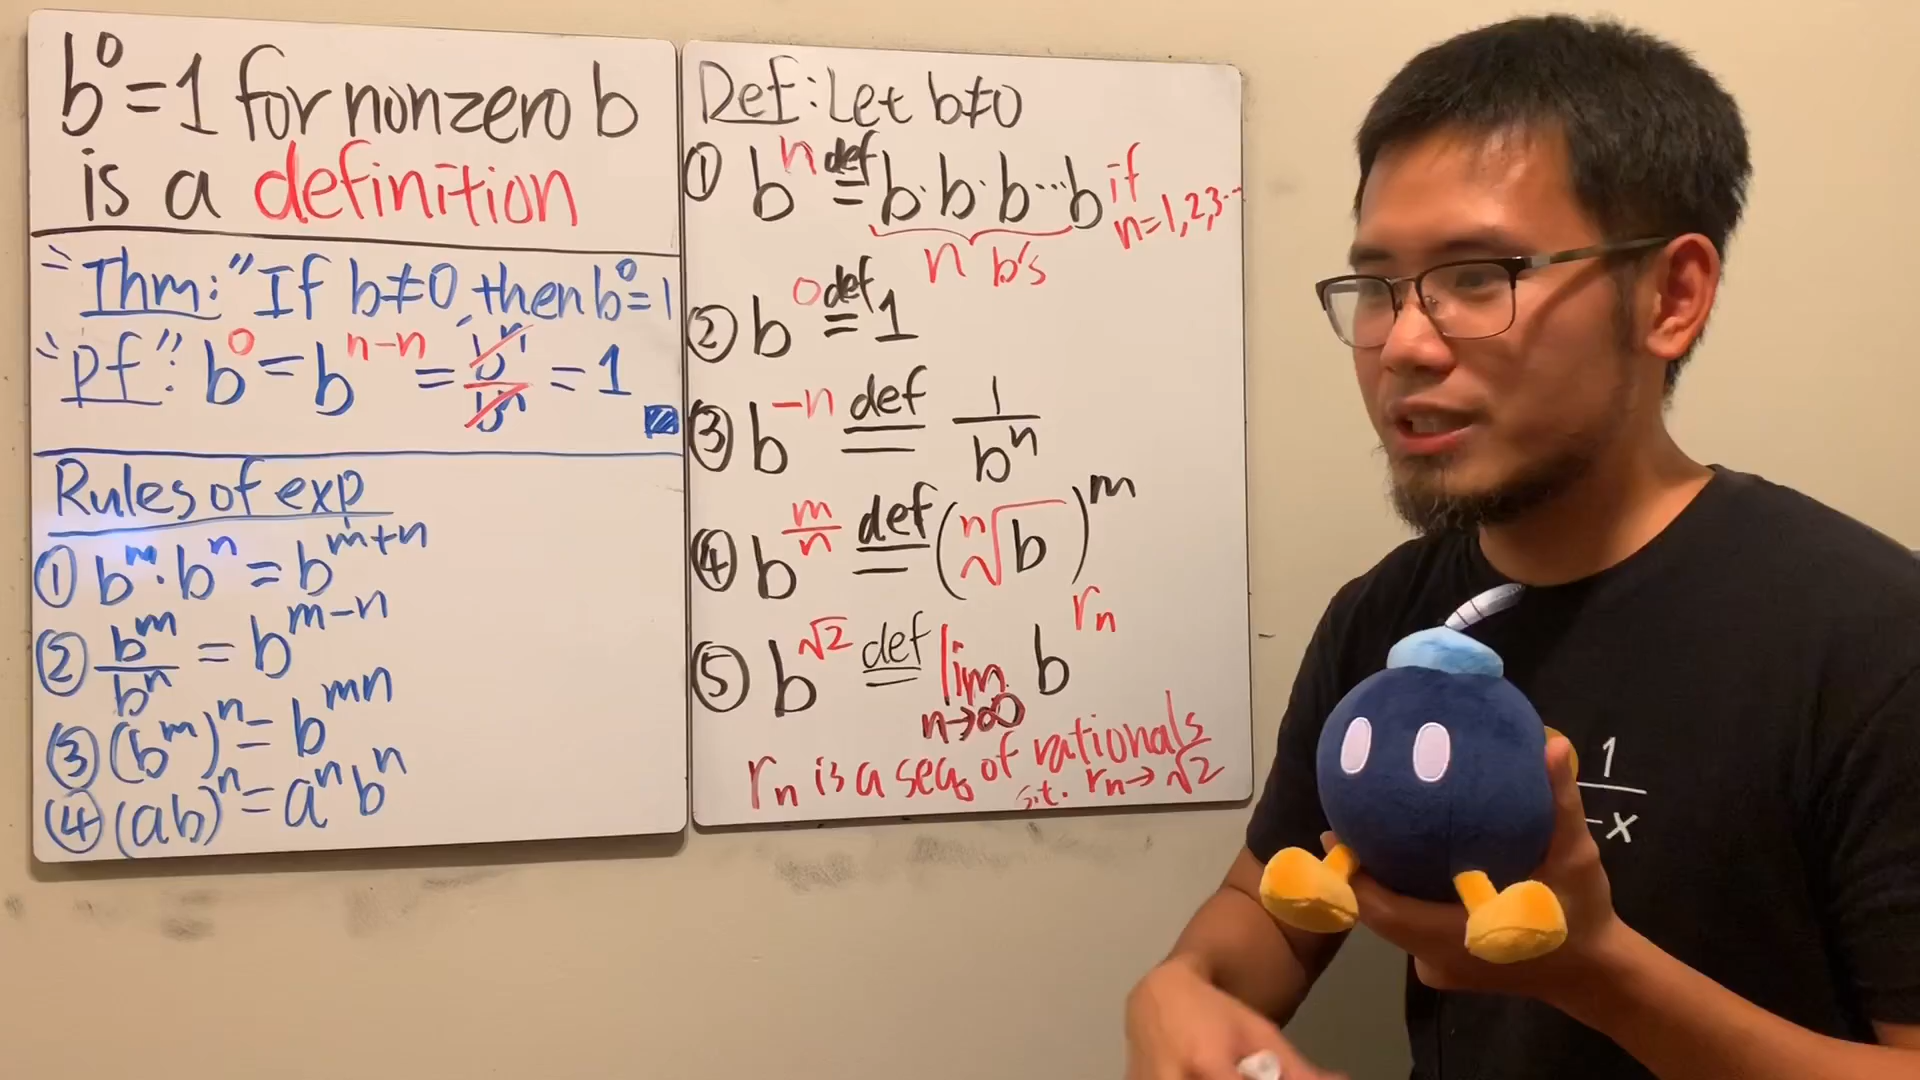 b⁰=1 for nonzero b
is a definition
"Thm:" If b≠0, then b⁰=1
"Pf": b⁰ = bⁿ⁻ⁿ = bⁿ/bⁿ = 1
Rules of exp
① bᵐ·bⁿ = bᵐ⁺ⁿ
② bᵐ/bⁿ = bᵐ⁻ⁿ
③ (bᵐ)ⁿ = bᵐⁿ
④ (ab)ⁿ = aⁿbⁿ
Def: Let b≠0
① bⁿ def= b·b·b···b if n=1,2,3...
n b's
② b⁰ def= 1
③ b⁻ⁿ def= 1/bⁿ
④ b^(m/n) def= (ⁿ√b)ᵐ
⑤ b^√2 def= lim n→∞ b^rₙ
rₙ is a seq of rationals
s.t. rₙ→√2
1
-x